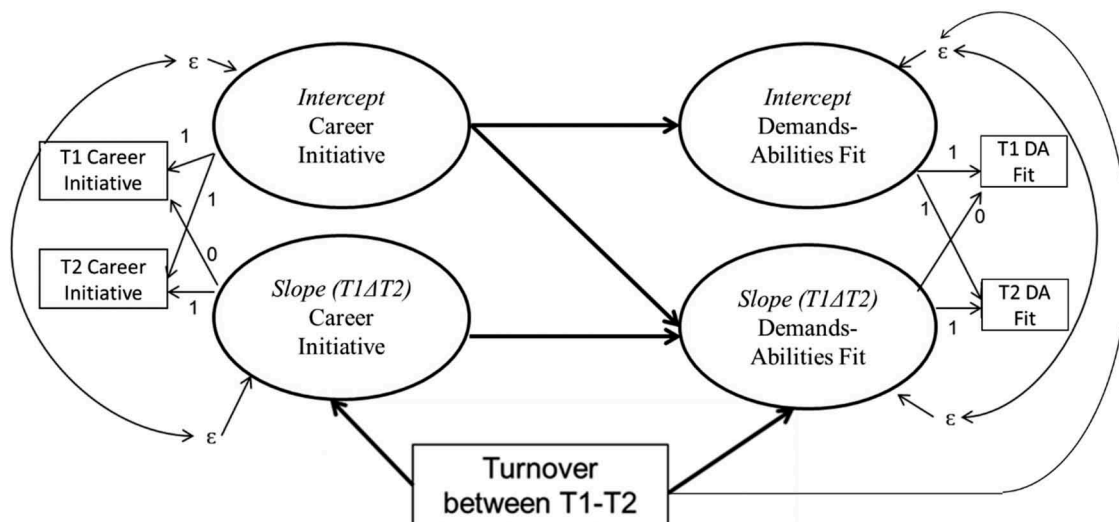 ε
Intercept
Career
Initiative
Intercept
Demands-
Abilities Fit
ε
T1 Career
Initiative
1
1
0
1
T2 Career
Initiative
Slope (T1ΔT2)
Career
Initiative
Slope (T1ΔT2)
Demands-
Abilities Fit
1
1
0
1
T1 DA
Fit
T2 DA
Fit
ε
ε
Turnover
between T1-T2